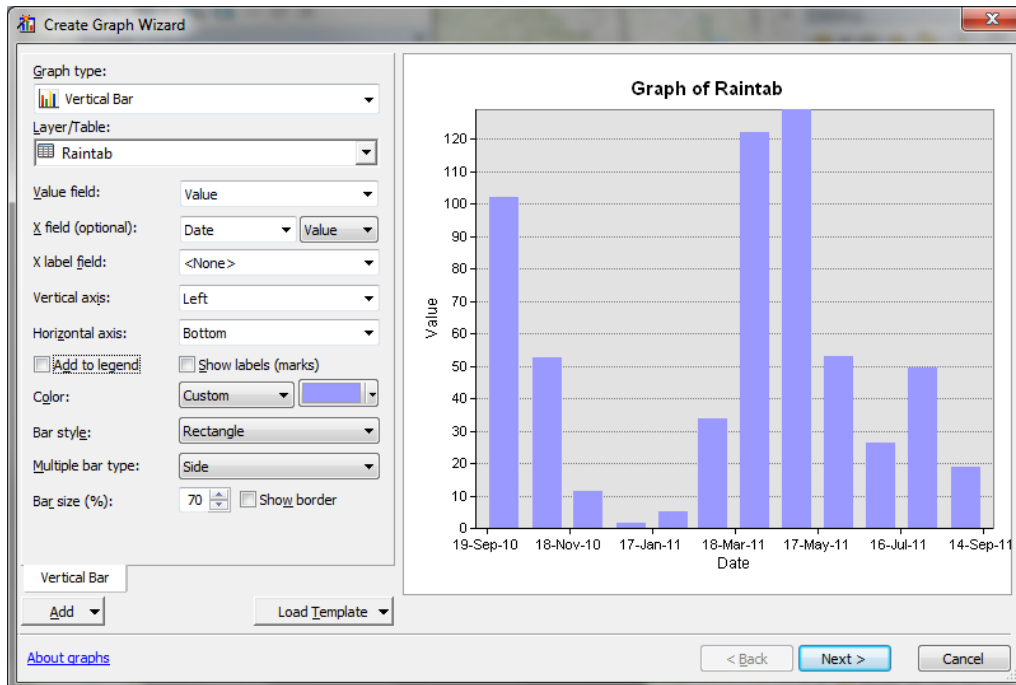 Create Graph Wizard
Graph type:
Vertical Bar
Layer/Table:
Raintab
Value field:
Value
X field (optional):
Date
Value
X label field:
<None>
Vertical axis:
Left
Horizontal axis:
Bottom
Add to legend
Show labels (marks)
Color:
Custom
Bar style:
Rectangle
Multiple bar type:
Side
Bar size (%):
70
Show border
Vertical Bar
Add
Load Template
Graph of Raintab
Value
120
110
100
90
80
70
60
50
40
30
20
10
0
19-Sep-10 18-Nov-10 17-Jan-11 18-Mar-11 17-May-11 16-Jul-11 14-Sep-11
Date
About graphs
< Back
Next >
Cancel